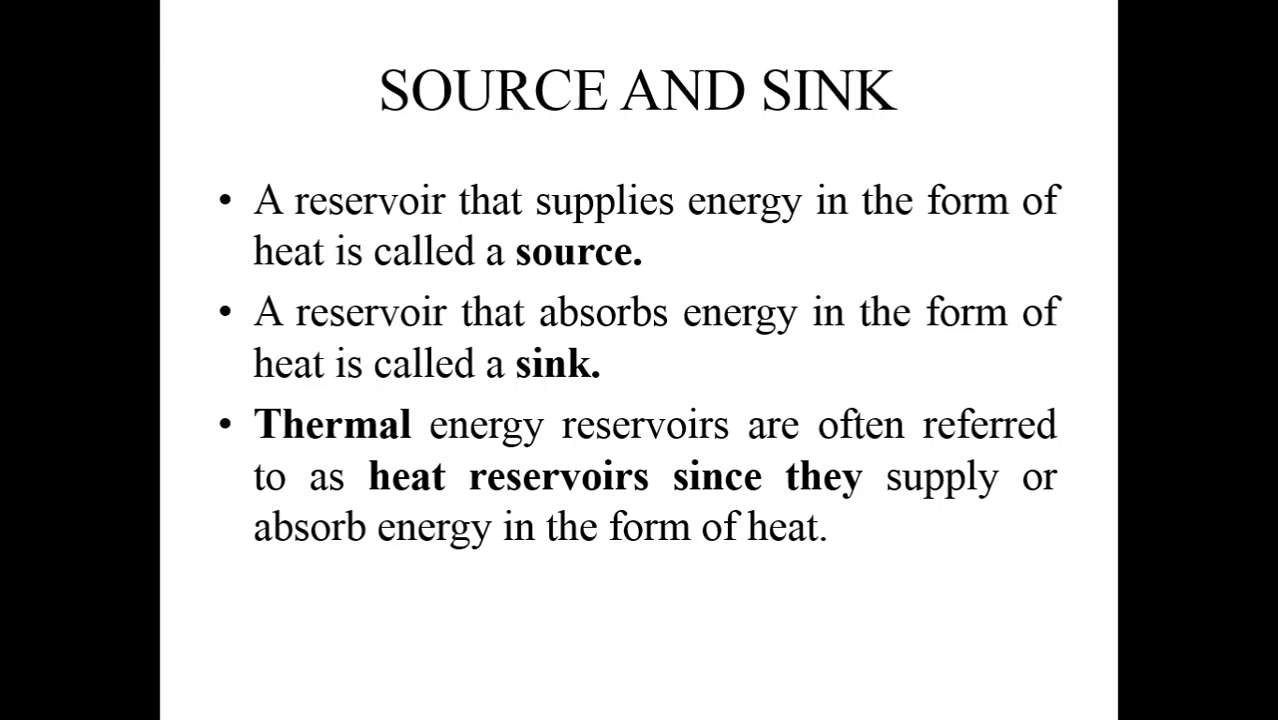 SOURCE AND SINK
• A reservoir that supplies energy in the form of
heat is called a source.
• A reservoir that absorbs energy in the form of
heat is called a sink.
• Thermal energy reservoirs are often referred
to as heat reservoirs since they supply or
absorb energy in the form of heat.